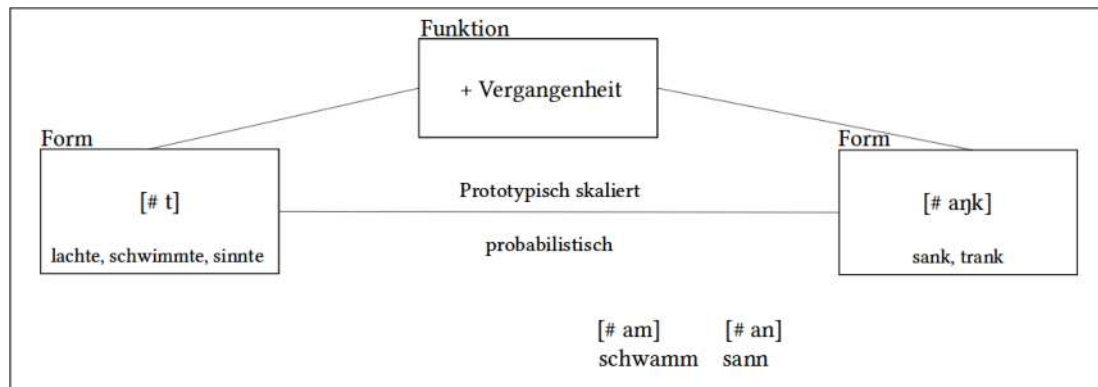 Funktion
+ Vergangenheit
Form
Form
[# t]
Prototypisch skaliert
[# aŋk]
lachte, schwimmte, sinnte
probabilistisch
sank, trank
[# am] [# an]
schwamm sann